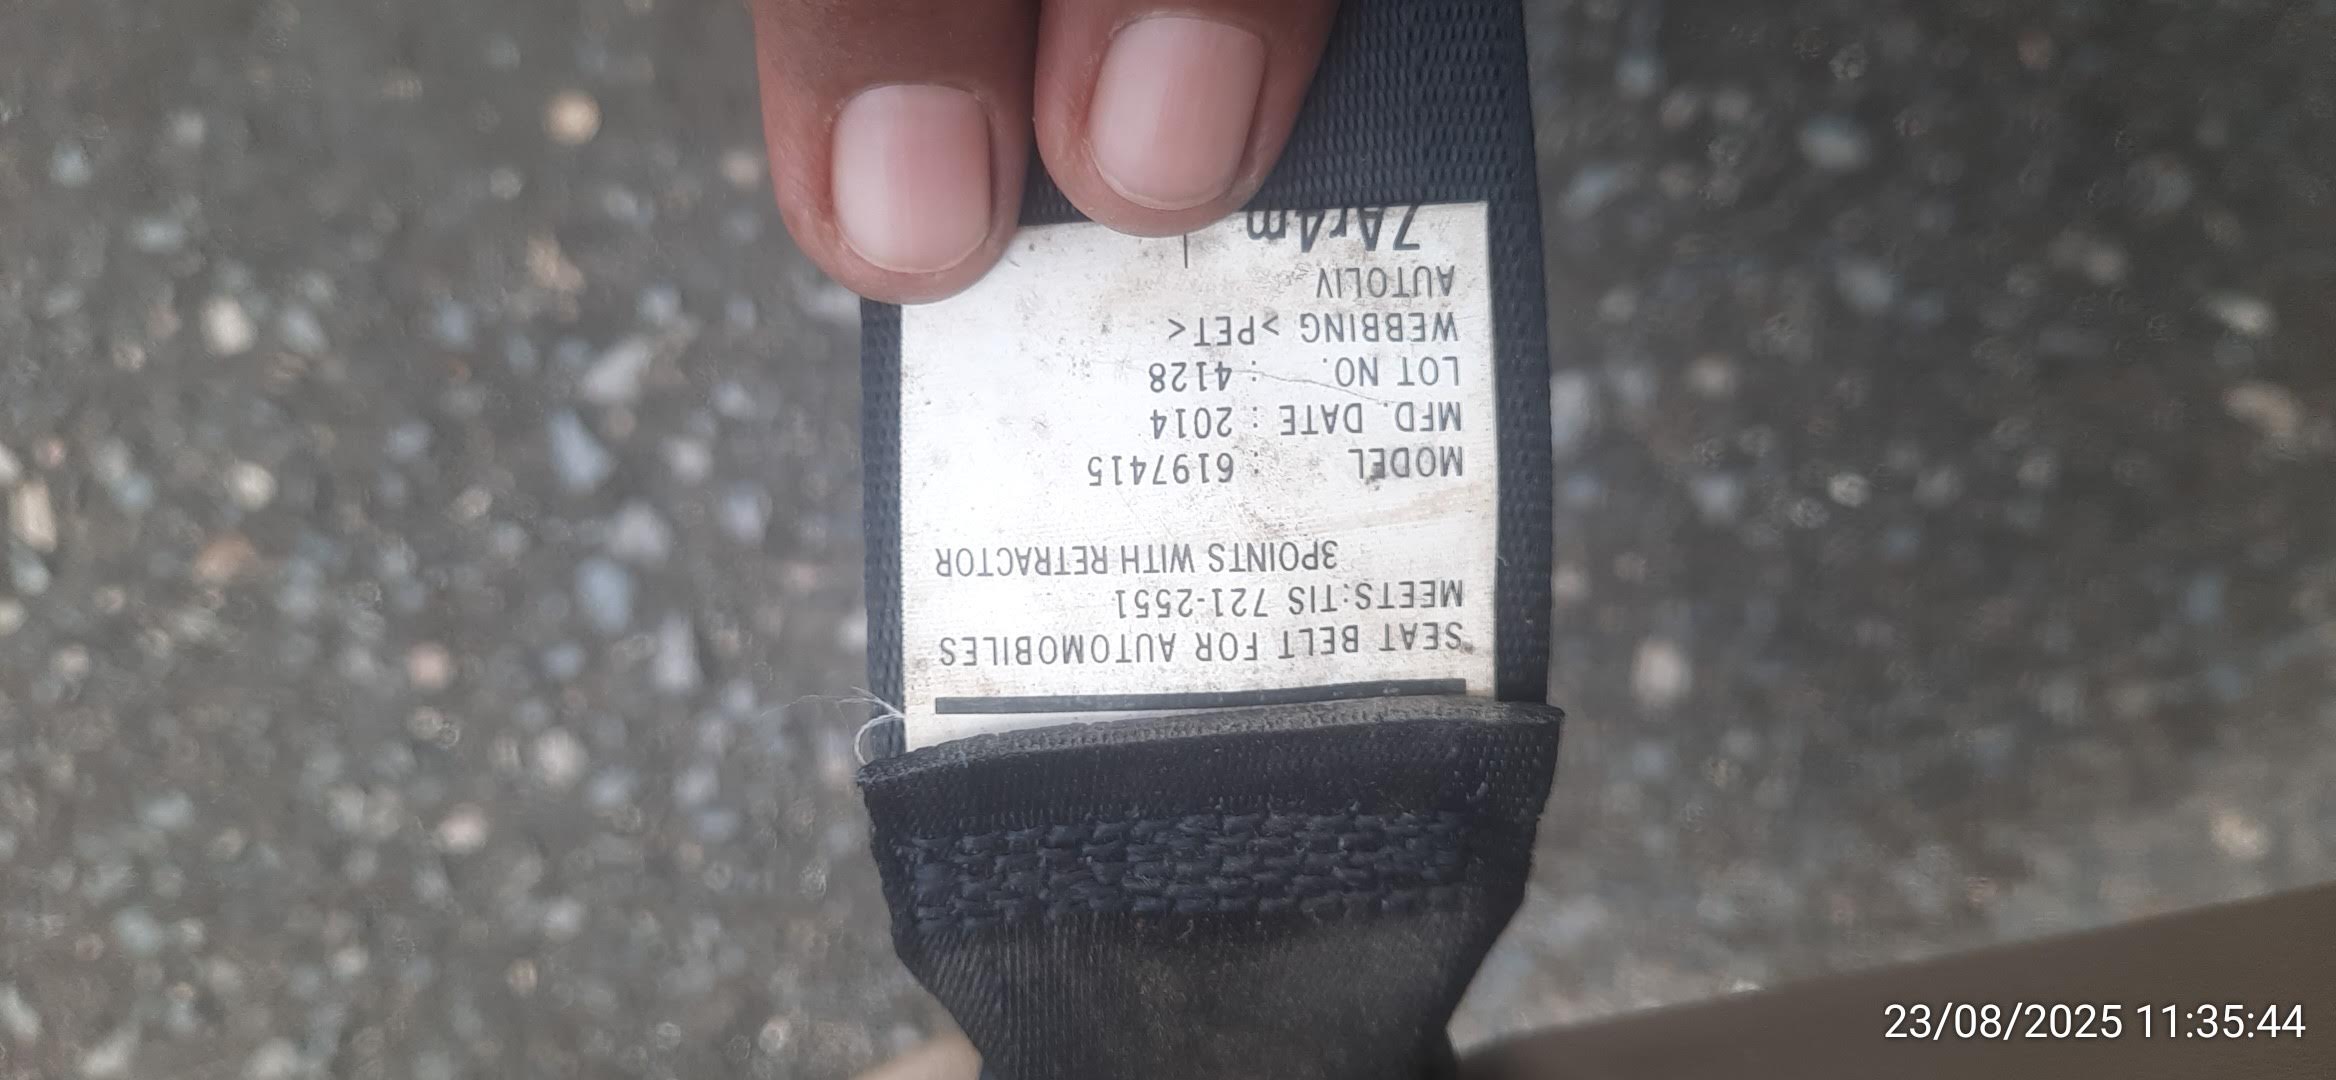 SEAT BELT FOR AUTOMOBILES
MEETS:TIS 721-2551
3POINTS WITH RETRACTOR
MODEL : 6197415
MFD. DATE : 2014
LOT NO. : 4128
WEBBING >PET<
AUTOLIV
7Ar4m
23/08/2025 11:35:44